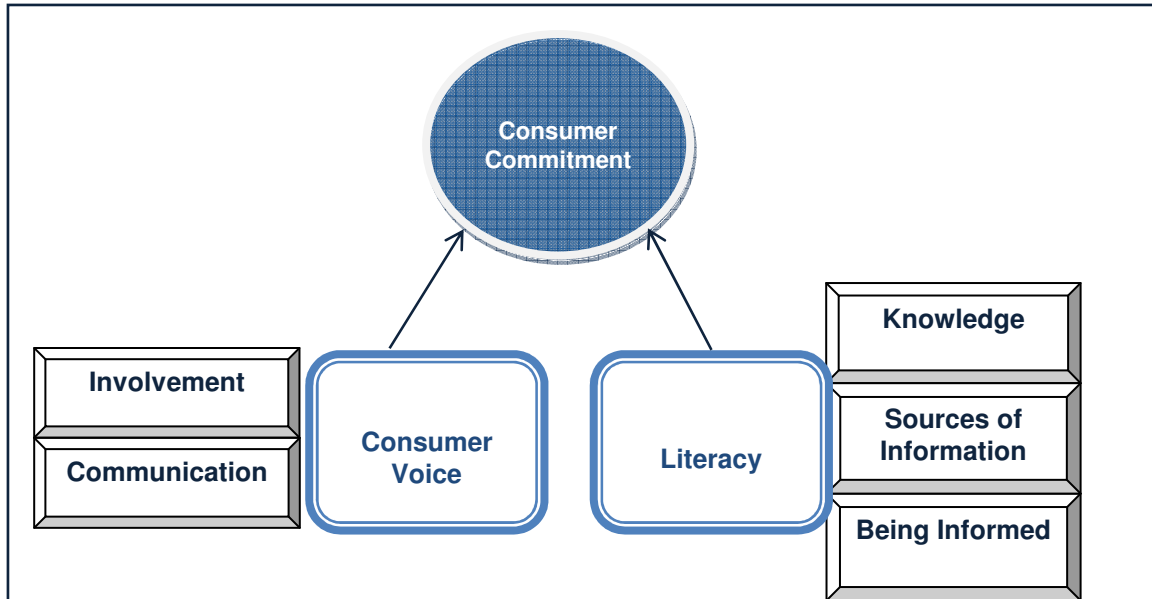 Consumer
Commitment
Involvement
Communication
Consumer
Voice
Literacy
Knowledge
Sources of
Information
Being Informed